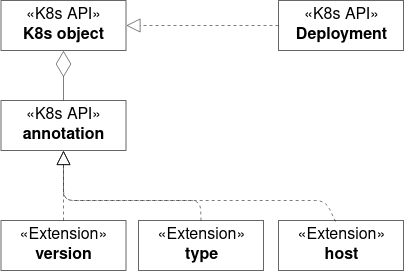 «K8s API»
K8s object
«K8s API»
Deployment
«K8s API»
annotation
«Extension»
version
«Extension»
type
«Extension»
host